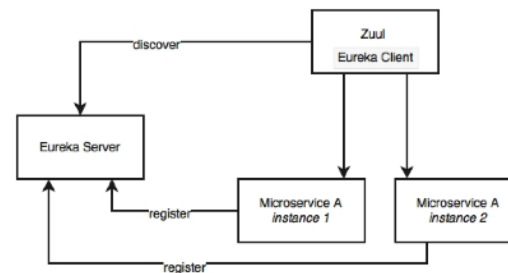 Zuul
Eureka Client
discover
Eureka Server
Microservice A
instance 1
Microservice A
instance 2
register
register